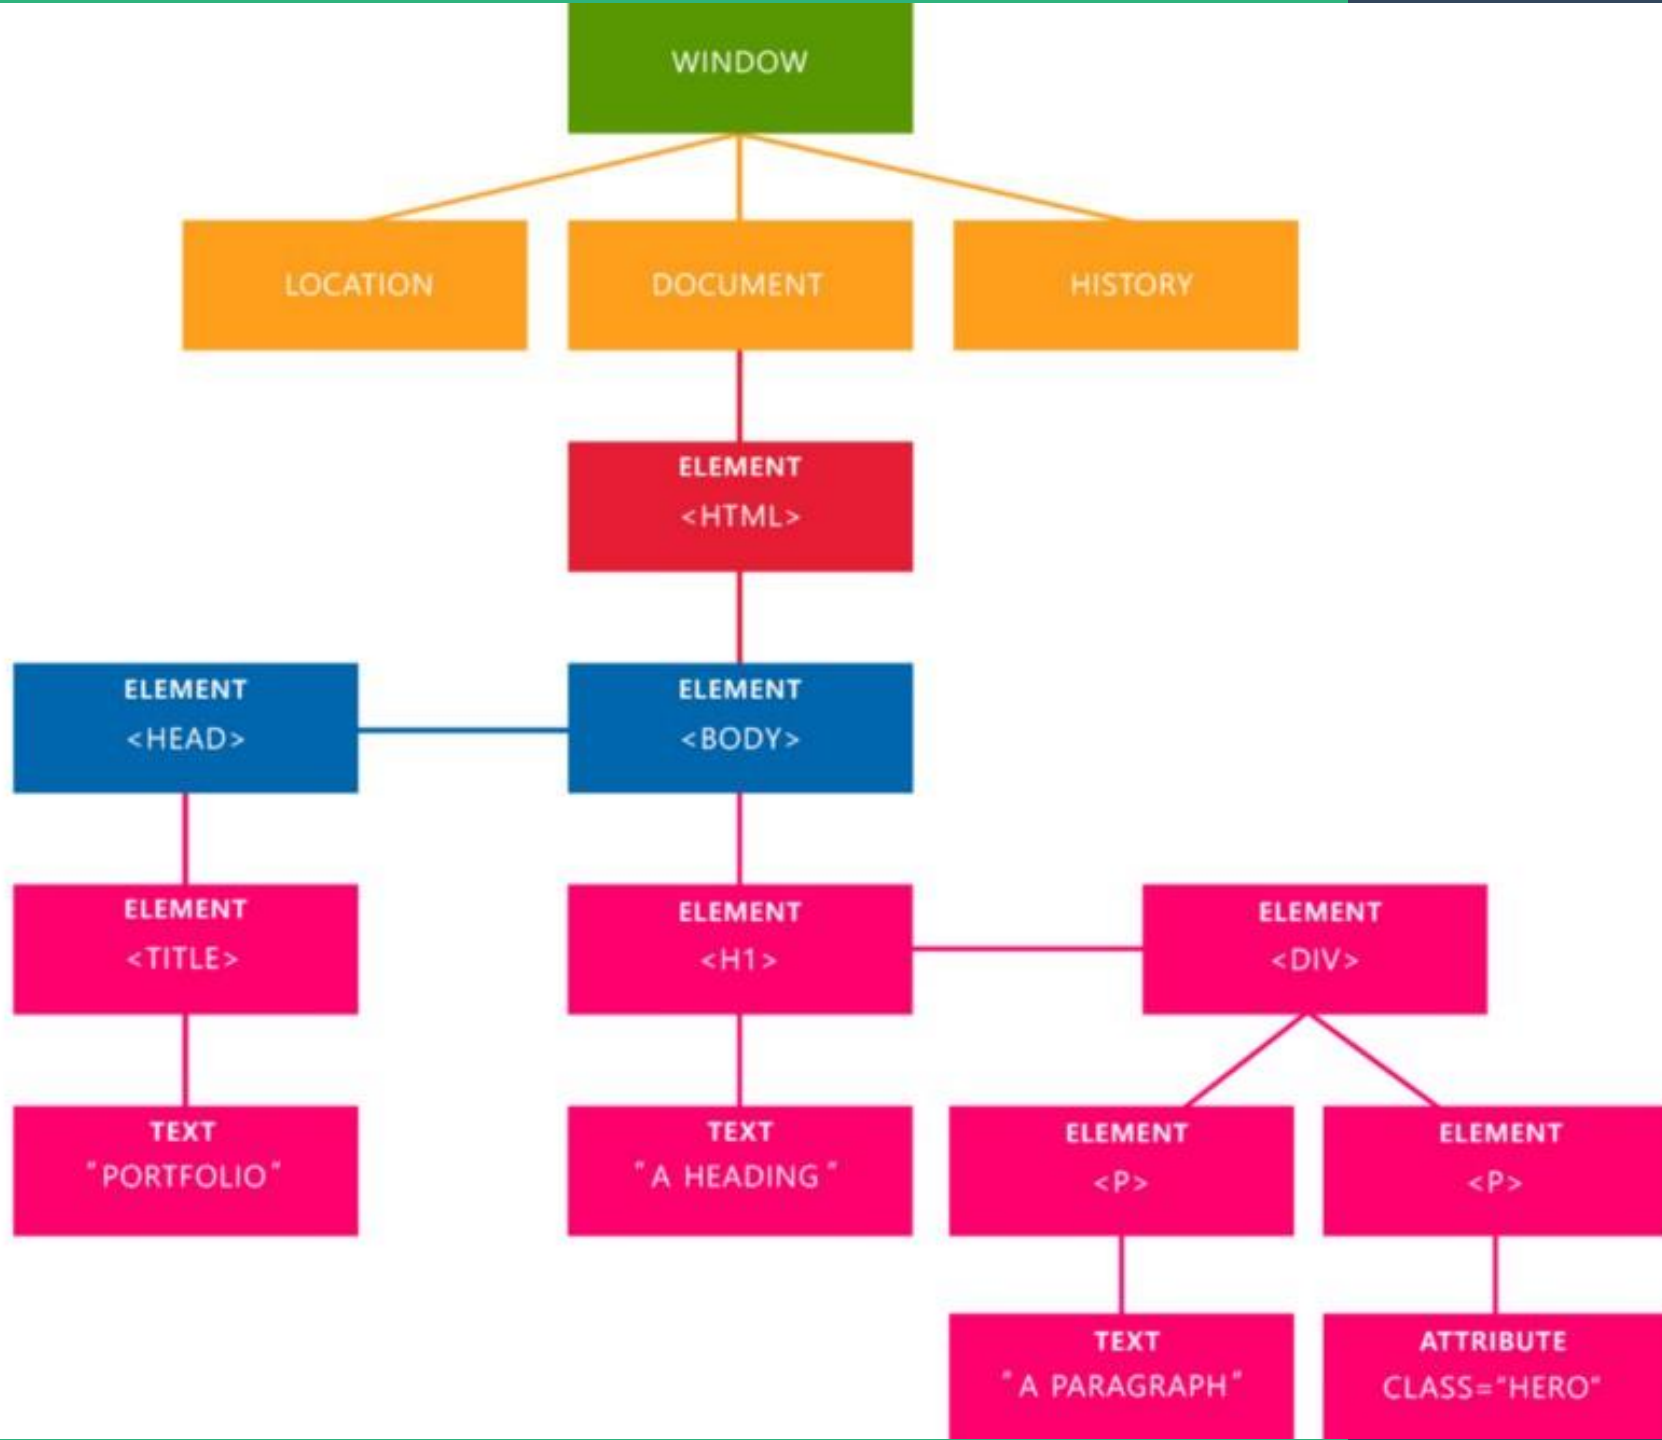 WINDOW
LOCATION
DOCUMENT
HISTORY
ELEMENT
<HTML>
ELEMENT
<HEAD>
ELEMENT
<BODY>
ELEMENT
<TITLE>
ELEMENT
<H1>
ELEMENT
<DIV>
TEXT
"PORTFOLIO"
TEXT
"A HEADING"
ELEMENT
<P>
ELEMENT
<P>
TEXT
"A PARAGRAPH"
ATTRIBUTE
CLASS="HERO"